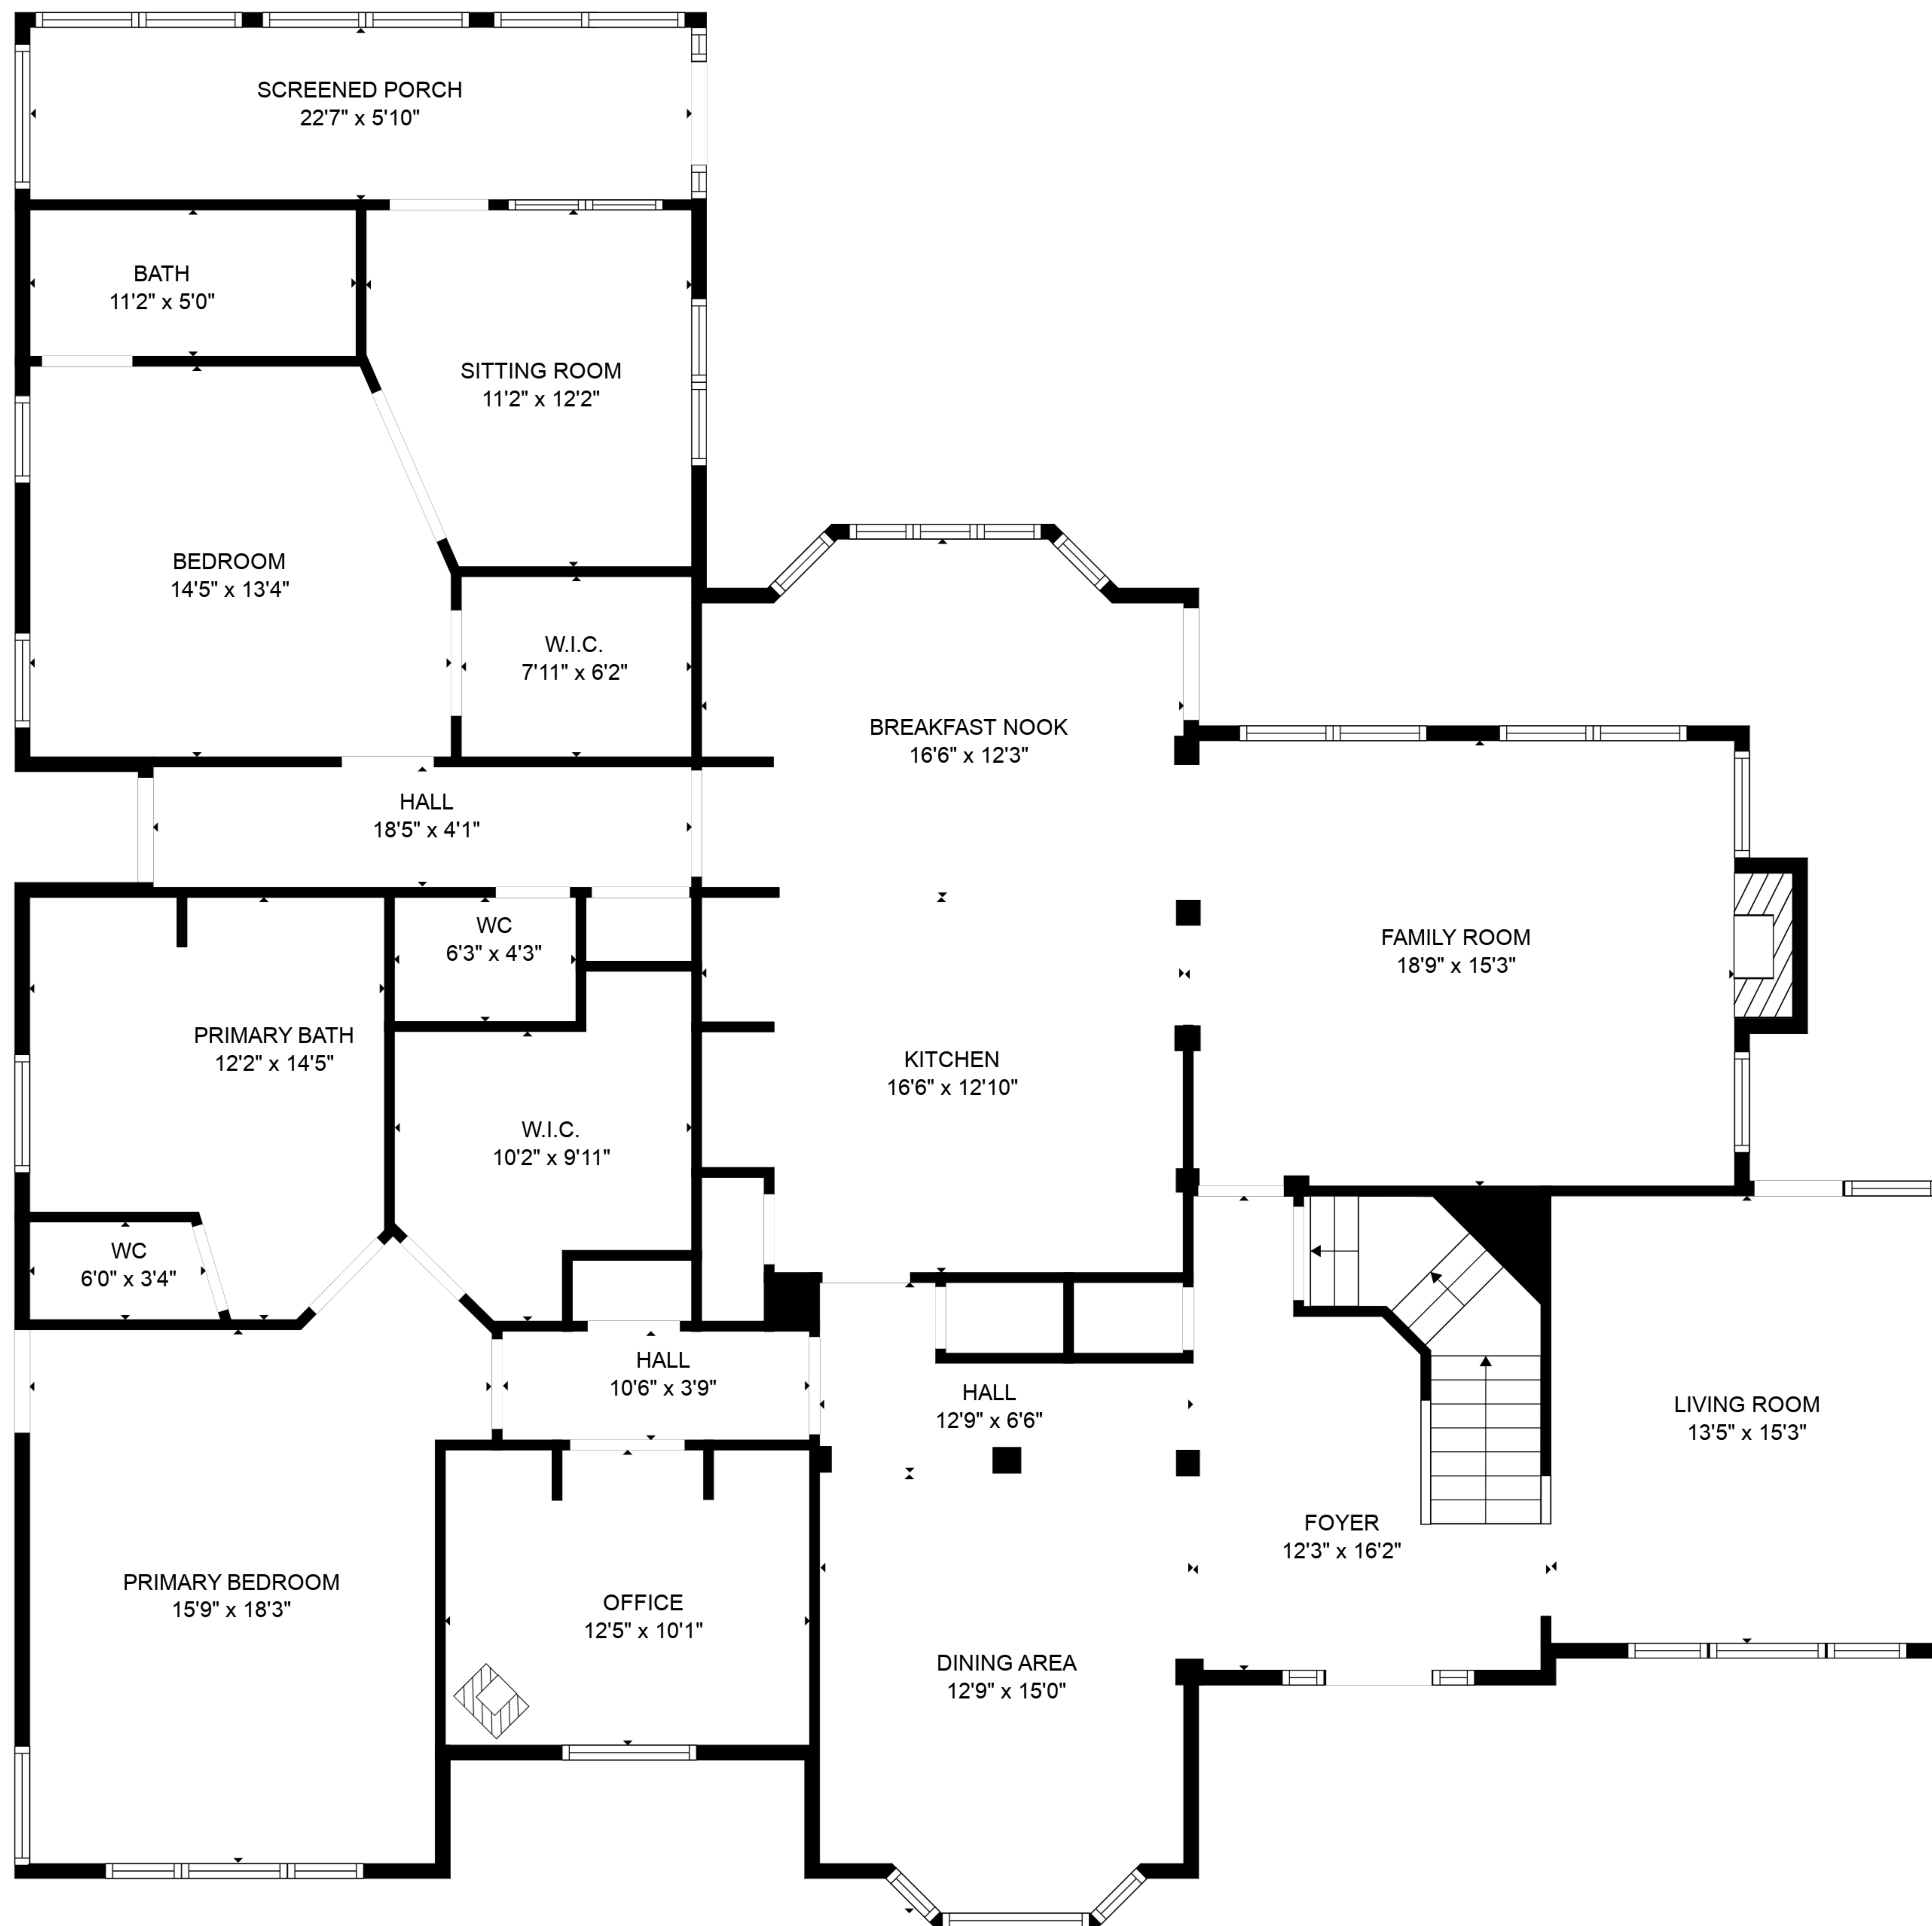 SCREENED PORCH
22'7" x 5'10"
BATH
11'2" x 5'0"
SITTING ROOM
11'2" x 12'2"
BEDROOM
14'5" x 13'4"
W.I.C.
7'11" x 6'2"
BREAKFAST NOOK
16'6" x 12'3"
HALL
18'5" x 4'1"
WC
6'3" x 4'3"
FAMILY ROOM
18'9" x 15'3"
PRIMARY BATH
12'2" x 14'5"
KITCHEN
16'6" x 12'10"
W.I.C.
10'2" x 9'11"
WC
6'0" x 3'4"
HALL
10'6" x 3'9"
HALL
12'9" x 6'6"
LIVING ROOM
13'5" x 15'3"
FOYER
12'3" x 16'2"
PRIMARY BEDROOM
15'9" x 18'3"
OFFICE
12'5" x 10'1"
DINING AREA
12'9" x 15'0"